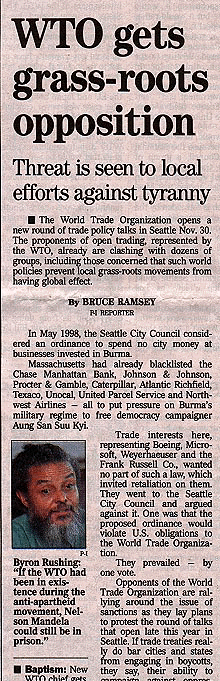 WTO gets
grass-roots
opposition
Threat is seen to local
efforts against tyranny
■ The World Trade Organization opens a
new round of trade policy talks in Seattle Nov. 30.
The proponents of open trading, represented by
the WTO, already are clashing with dozens of
groups, including those concerned that such world
policies prevent local grass-roots movements from
having global effect.
By BRUCE RAMSEY
P-I REPORTER
In May 1998, the Seattle City Council consid-
ered an ordinance to spend no city money at
businesses invested in Burma.
Massachusetts had already blacklisted the
Chase Manhattan Bank, Johnson & Johnson,
Procter & Gamble, Caterpillar, Atlantic Richfield,
Texaco, Unocal, United Parcel Service and North-
west Airlines — all to put pressure on Burma's
military regime to free democracy campaigner
Aung San Suu Kyi.
P-I
Byron Rushing:
"If the WTO had
been in exis-
tence during the
anti-apartheid
movement, Nel-
son Mandela
could still be in
prison."
■ Baptism: New
WTO chief gets
Trade interests here,
representing Boeing, Micro-
soft, Weyerhaeuser and the
Frank Russell Co., wanted
no part of such a law, which
invited retaliation on them.
They went to the Seattle
City Council and argued
against it. One was that the
proposed ordinance would
violate U.S. obligations to
the World Trade Organiza-
tion.
They prevailed — by
one vote.
Opponents of the World
Trade Organization are ral-
lying around the issue of
sanctions as they lay plans
to protest the round of talks
that open late this year in
Seattle. If trade treaties real-
ly do bar cities and states
from engaging in boycotts,
they say, their ability to
campaign against